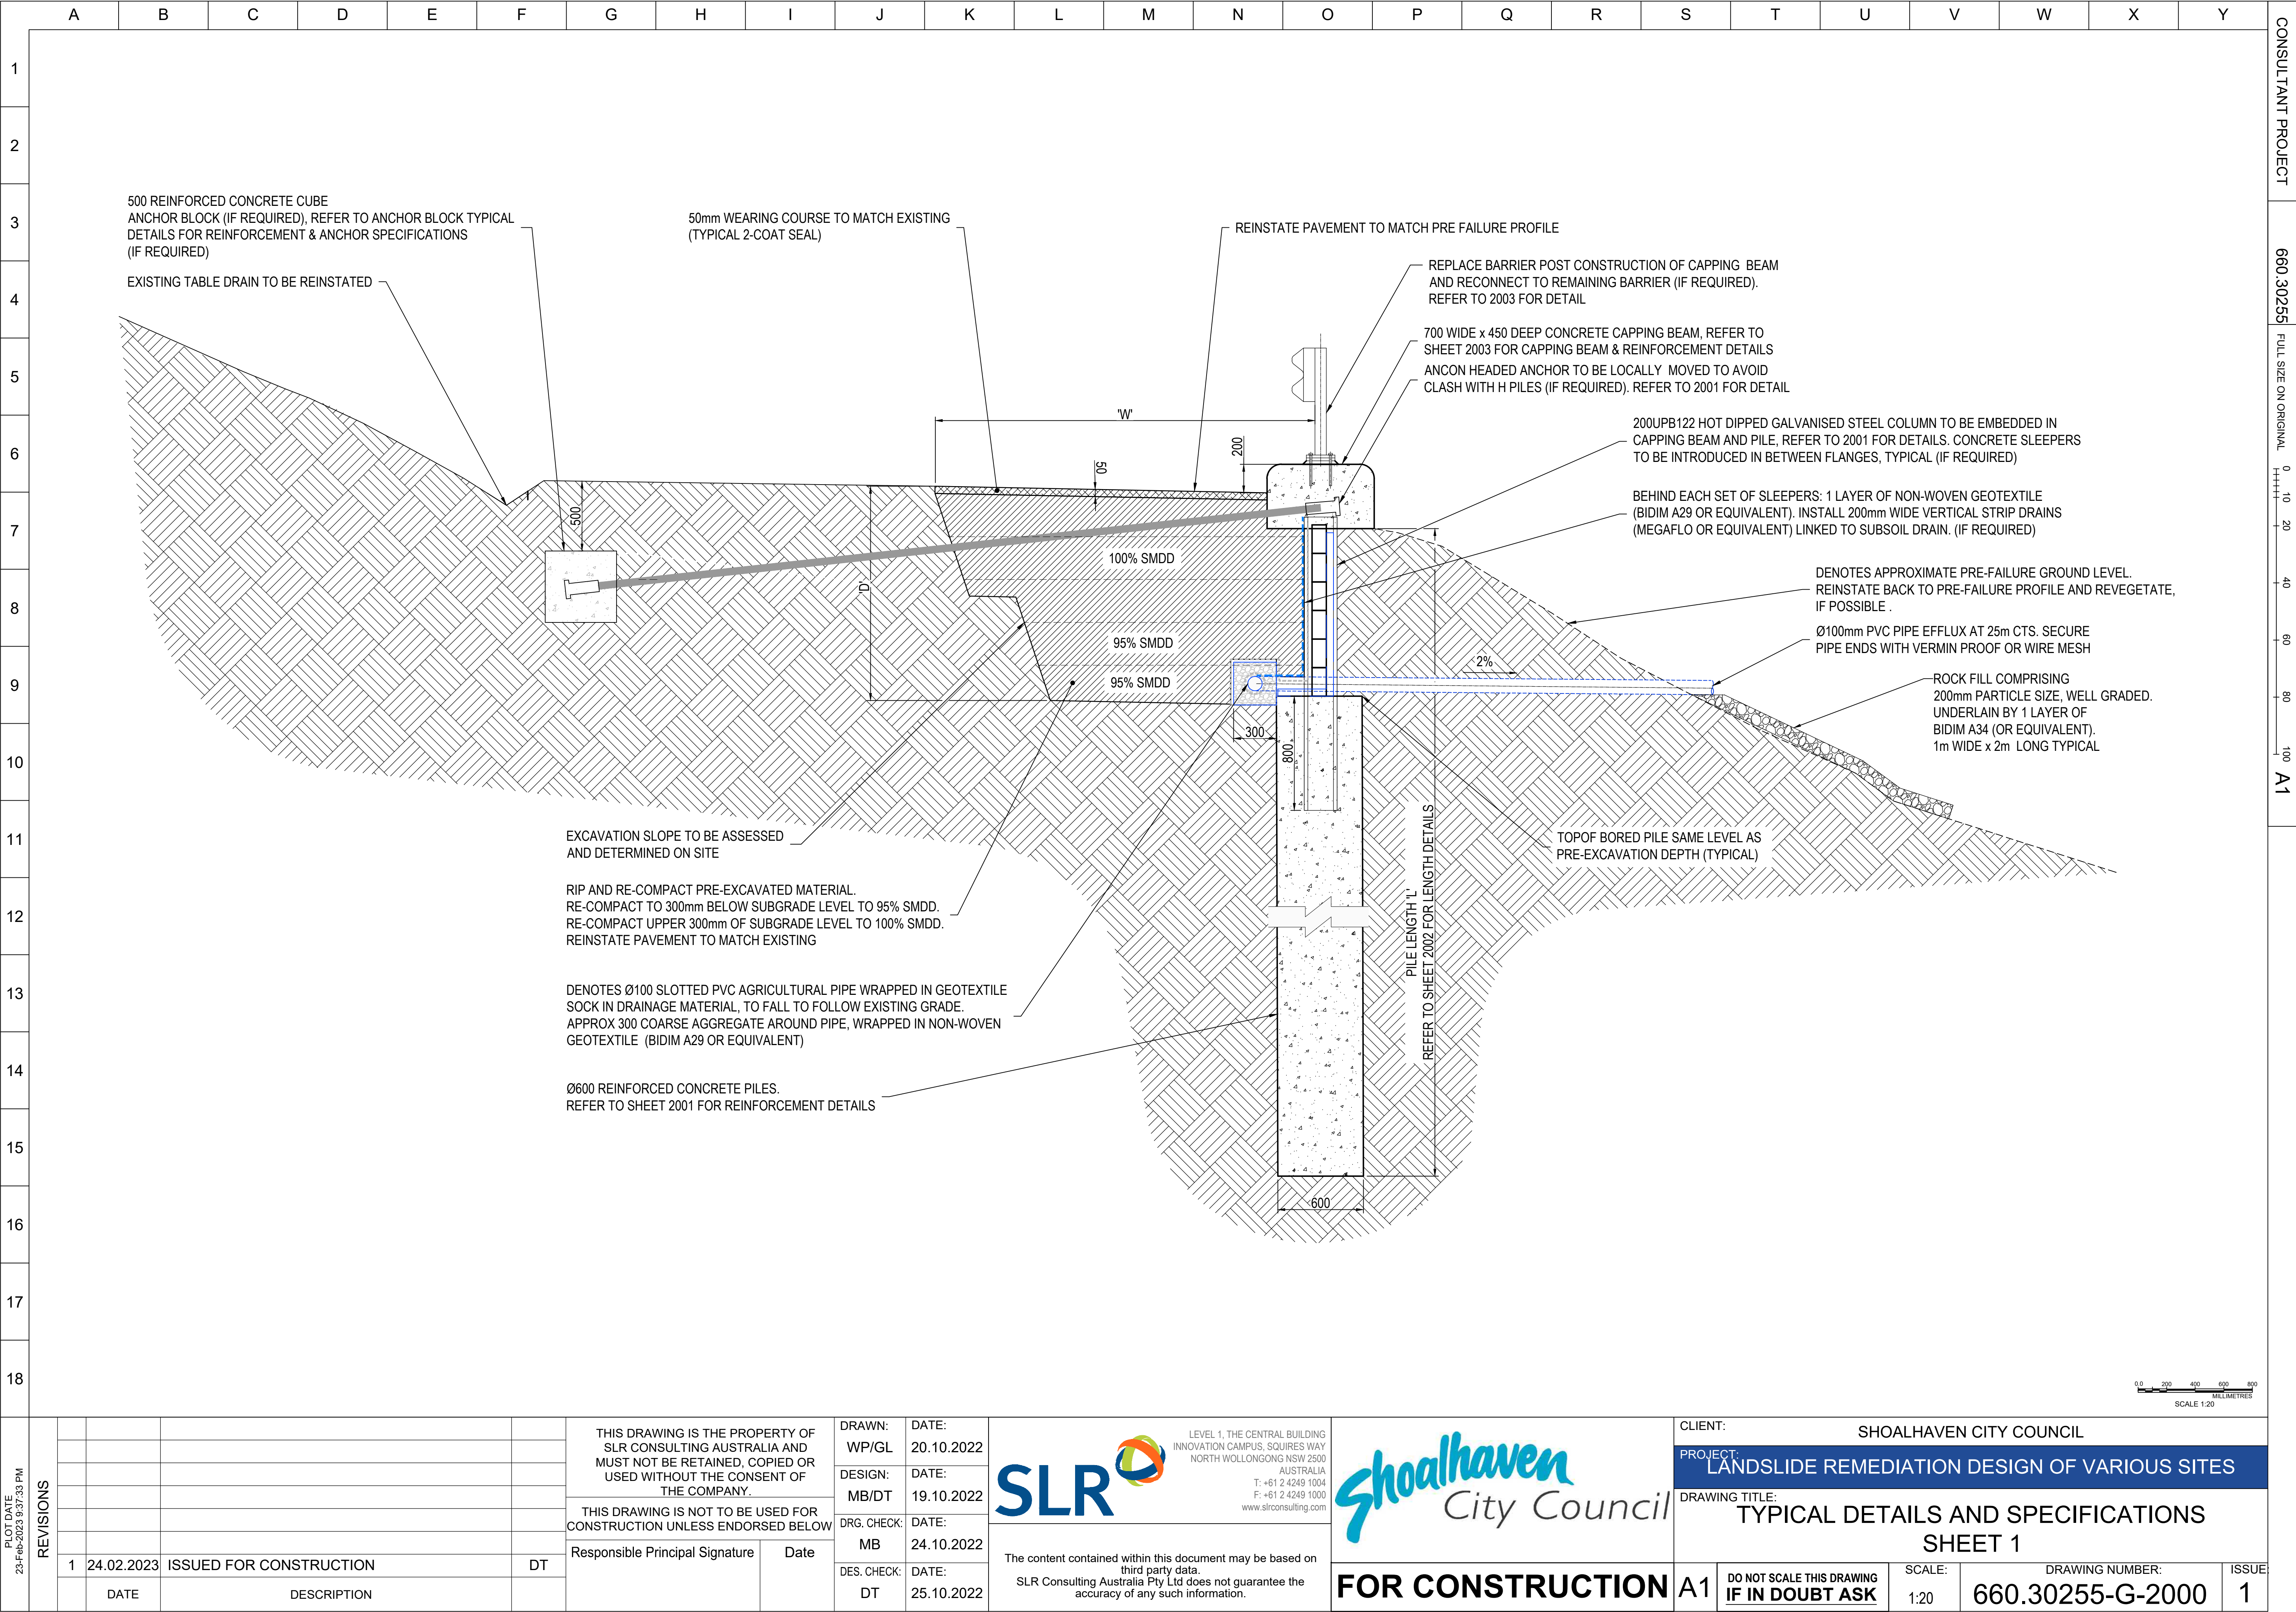 A B C D E F G H I J K L M N O P Q R S T U V W X Y
1
2
3
4
5
6
7
8
9
10
11
12
13
14
15
16
17
18
CONSULTANT PROJECT
660.30255
FULL SIZE ON ORIGINAL
0 10 20 40 60 80 100
A1
500 REINFORCED CONCRETE CUBE
ANCHOR BLOCK (IF REQUIRED), REFER TO ANCHOR BLOCK TYPICAL
DETAILS FOR REINFORCEMENT & ANCHOR SPECIFICATIONS
(IF REQUIRED)
EXISTING TABLE DRAIN TO BE REINSTATED
50mm WEARING COURSE TO MATCH EXISTING
(TYPICAL 2-COAT SEAL)
REINSTATE PAVEMENT TO MATCH PRE FAILURE PROFILE
REPLACE BARRIER POST CONSTRUCTION OF CAPPING BEAM
AND RECONNECT TO REMAINING BARRIER (IF REQUIRED).
REFER TO 2003 FOR DETAIL
700 WIDE x 450 DEEP CONCRETE CAPPING BEAM, REFER TO
SHEET 2003 FOR CAPPING BEAM & REINFORCEMENT DETAILS
ANCON HEADED ANCHOR TO BE LOCALLY MOVED TO AVOID
CLASH WITH H PILES (IF REQUIRED). REFER TO 2001 FOR DETAIL
200UPB122 HOT DIPPED GALVANISED STEEL COLUMN TO BE EMBEDDED IN
CAPPING BEAM AND PILE, REFER TO 2001 FOR DETAILS. CONCRETE SLEEPERS
TO BE INTRODUCED IN BETWEEN FLANGES, TYPICAL (IF REQUIRED)
BEHIND EACH SET OF SLEEPERS: 1 LAYER OF NON-WOVEN GEOTEXTILE
(BIDIM A29 OR EQUIVALENT). INSTALL 200mm WIDE VERTICAL STRIP DRAINS
(MEGAFLO OR EQUIVALENT) LINKED TO SUBSOIL DRAIN. (IF REQUIRED)
DENOTES APPROXIMATE PRE-FAILURE GROUND LEVEL.
REINSTATE BACK TO PRE-FAILURE PROFILE AND REVEGETATE,
IF POSSIBLE .
Ø100mm PVC PIPE EFFLUX AT 25m CTS. SECURE
PIPE ENDS WITH VERMIN PROOF OR WIRE MESH
ROCK FILL COMPRISING
200mm PARTICLE SIZE, WELL GRADED.
UNDERLAIN BY 1 LAYER OF
BIDIM A34 (OR EQUIVALENT).
1m WIDE x 2m LONG TYPICAL
'W'
50
200
500
'D'
100% SMDD
95% SMDD
95% SMDD
2%
300
800
EXCAVATION SLOPE TO BE ASSESSED
AND DETERMINED ON SITE
RIP AND RE-COMPACT PRE-EXCAVATED MATERIAL.
RE-COMPACT TO 300mm BELOW SUBGRADE LEVEL TO 95% SMDD.
RE-COMPACT UPPER 300mm OF SUBGRADE LEVEL TO 100% SMDD.
REINSTATE PAVEMENT TO MATCH EXISTING
DENOTES Ø100 SLOTTED PVC AGRICULTURAL PIPE WRAPPED IN GEOTEXTILE
SOCK IN DRAINAGE MATERIAL, TO FALL TO FOLLOW EXISTING GRADE.
APPROX 300 COARSE AGGREGATE AROUND PIPE, WRAPPED IN NON-WOVEN
GEOTEXTILE (BIDIM A29 OR EQUIVALENT)
Ø600 REINFORCED CONCRETE PILES.
REFER TO SHEET 2001 FOR REINFORCEMENT DETAILS
TOPOF BORED PILE SAME LEVEL AS
PRE-EXCAVATION DEPTH (TYPICAL)
PILE LENGTH 'L'
REFER TO SHEET 2002 FOR LENGTH DETAILS
600
0.0 200 400 600 800
MILLIMETRES
SCALE 1:20
PLOT DATE
23-Feb-2023 9:37:33 PM
REVISIONS
1 24.02.2023 ISSUED FOR CONSTRUCTION DT
DATE DESCRIPTION
THIS DRAWING IS THE PROPERTY OF
SLR CONSULTING AUSTRALIA AND
MUST NOT BE RETAINED, COPIED OR
USED WITHOUT THE CONSENT OF
THE COMPANY.
THIS DRAWING IS NOT TO BE USED FOR
CONSTRUCTION UNLESS ENDORSED BELOW
Responsible Principal Signature Date
DRAWN: DATE:
WP/GL 20.10.2022
DESIGN: DATE:
MB/DT 19.10.2022
DRG. CHECK: DATE:
MB 24.10.2022
DES. CHECK: DATE:
DT 25.10.2022
SLR
LEVEL 1, THE CENTRAL BUILDING
INNOVATION CAMPUS, SQUIRES WAY
NORTH WOLLONGONG NSW 2500
AUSTRALIA
T: +61 2 4249 1004
F: +61 2 4249 1000
www.slrconsulting.com
The content contained within this document may be based on
third party data.
SLR Consulting Australia Pty Ltd does not guarantee the
accuracy of any such information.
Shoalhaven
City Council
FOR CONSTRUCTION
CLIENT:
SHOALHAVEN CITY COUNCIL
PROJECT:
LANDSLIDE REMEDIATION DESIGN OF VARIOUS SITES
DRAWING TITLE:
TYPICAL DETAILS AND SPECIFICATIONS
SHEET 1
A1
DO NOT SCALE THIS DRAWING
IF IN DOUBT ASK
SCALE:
1:20
DRAWING NUMBER:
660.30255-G-2000
ISSUE
1